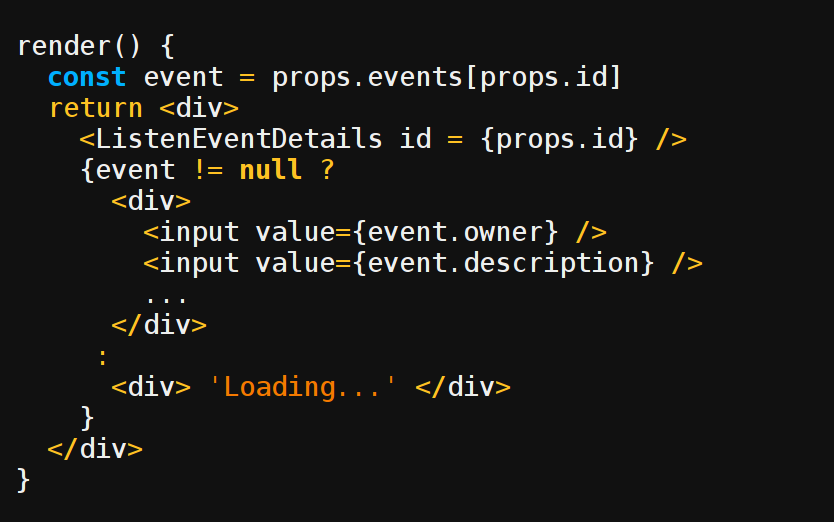 render() {
  const event = props.events[props.id]
  return <div>
    <ListenEventDetails id = {props.id} />
    {event != null ?
      <div>
        <input value={event.owner} />
        <input value={event.description} />
        ...
      </div>
     :
      <div> 'Loading...' </div>
    }
  </div>
}